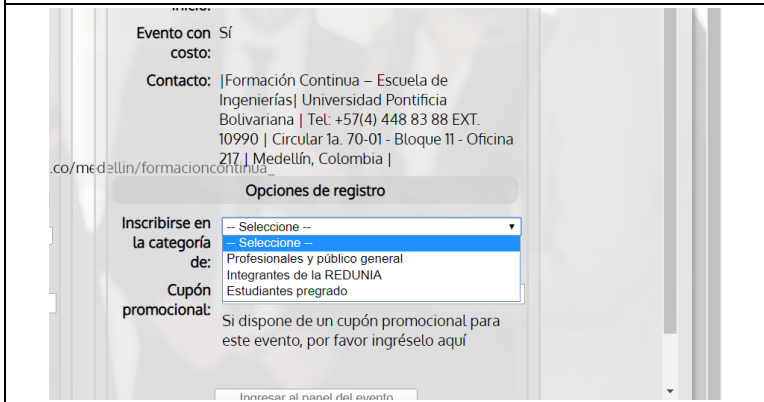 Inicio:
Evento con costo: Sí
Contacto: |Formación Continua – Escuela de
Ingenierías| Universidad Pontificia
Bolivariana | Tel: +57(4) 448 83 88 EXT.
10990 | Circular 1a. 70-01 - Bloque 11 - Oficina
217 | Medellín, Colombia |
.co/medellin/formacioncontinua_
Opciones de registro
Inscribirse en la categoría de:
-- Seleccione --
-- Seleccione --
Profesionales y público general
Integrantes de la REDUNIA
Estudiantes pregrado
Cupón promocional:
Si dispone de un cupón promocional para
este evento, por favor ingréselo aquí
Ingresar al panel del evento